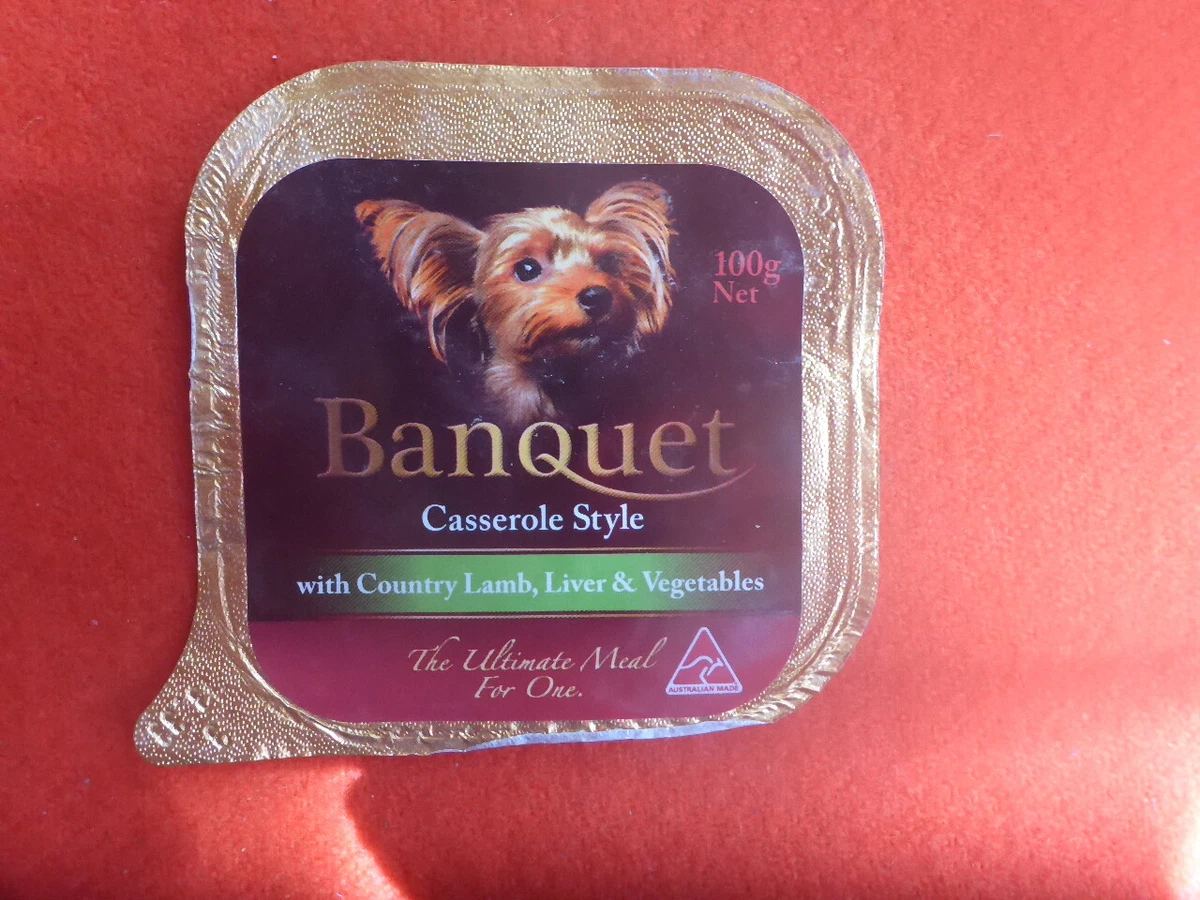 100g
Net
Banquet
Casserole Style
with Country Lamb, Liver & Vegetables
The Ultimate Meal
For One.
AUSTRALIAN MADE